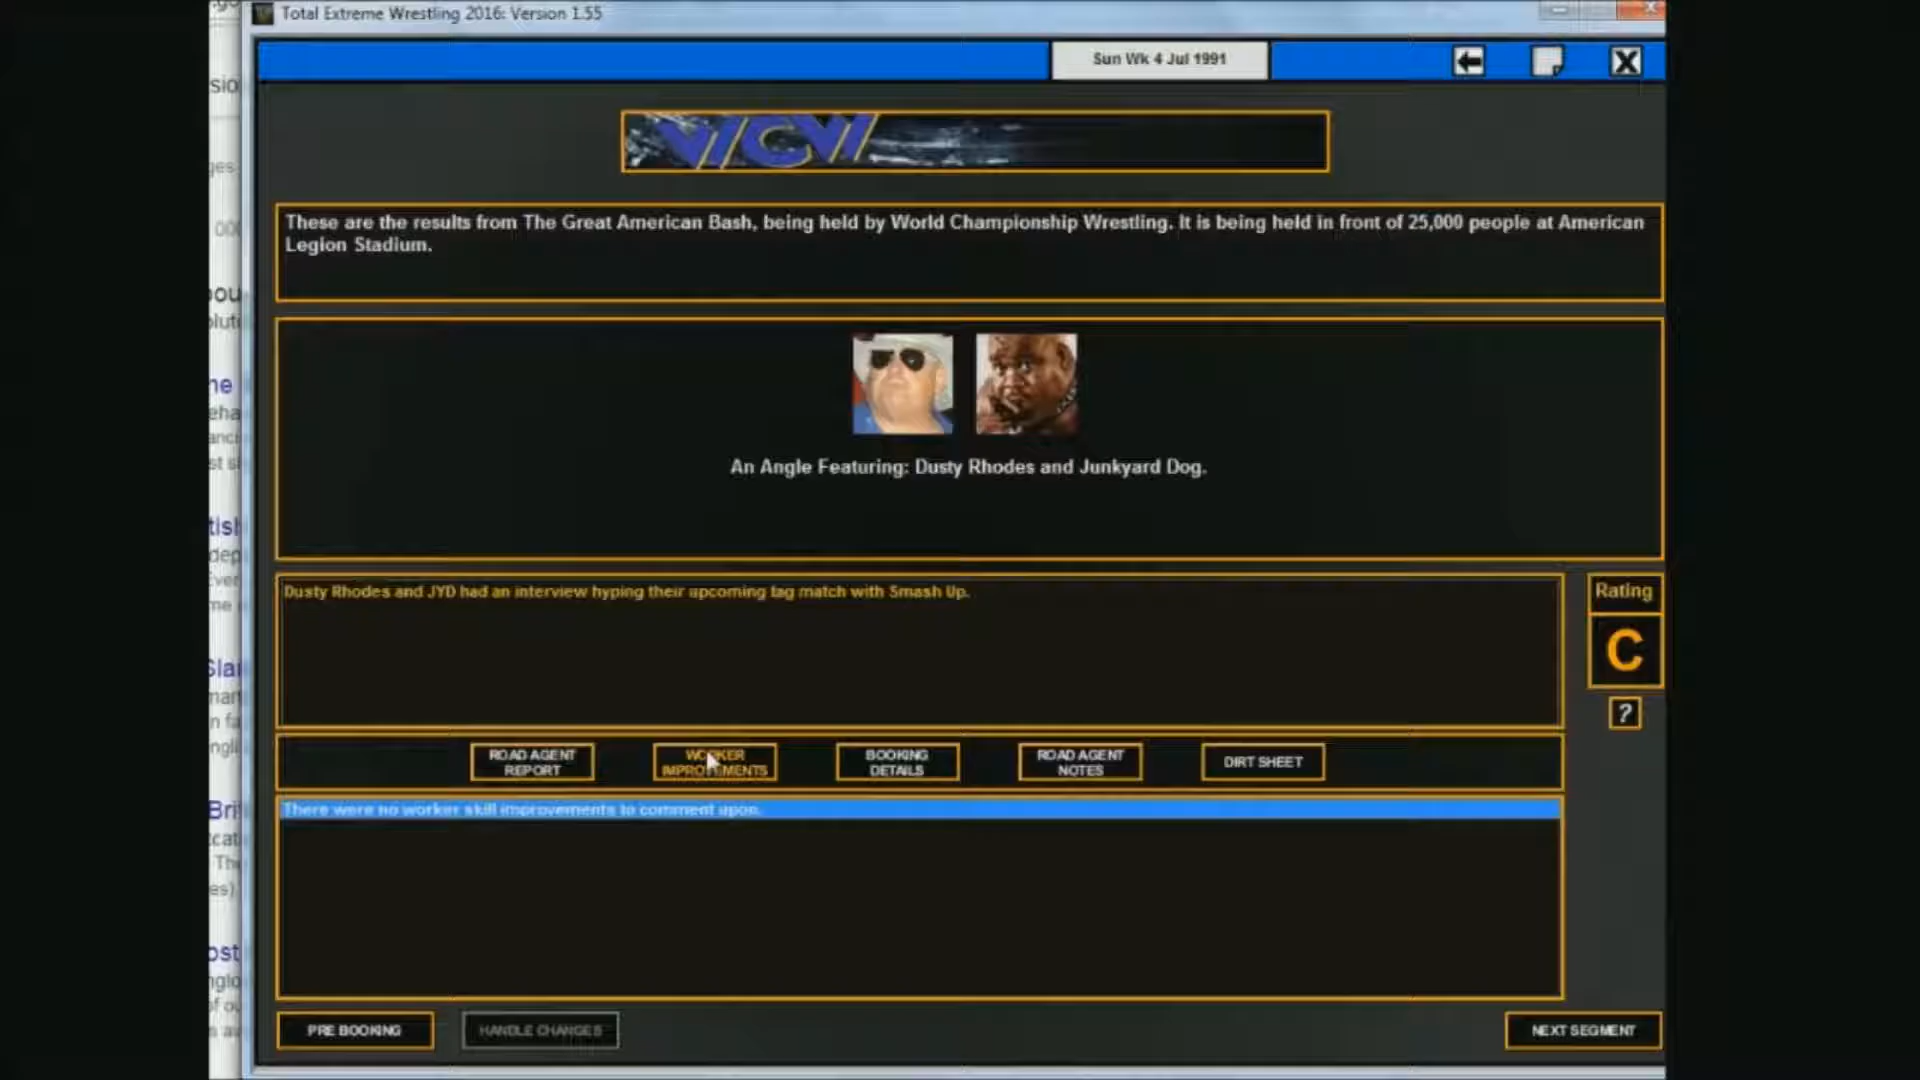 Total Extreme Wrestling 2016: Version 1.55
Sun Wk 4 Jul 1991
WCW
These are the results from The Great American Bash, being held by World Championship Wrestling. It is being held in front of 25,000 people at American
Legion Stadium.
An Angle Featuring: Dusty Rhodes and Junkyard Dog.
Dusty Rhodes and JYD had an interview hyping their upcoming tag match with Smash Up.
Rating
C
?
ROAD AGENT
REPORT
WORKER
IMPROVEMENTS
BOOKING
DETAILS
ROAD AGENT
NOTES
DIRT SHEET
There were no worker skill improvements to comment upon.
PRE BOOKING
HANDLE CHANGES
NEXT SEGMENT